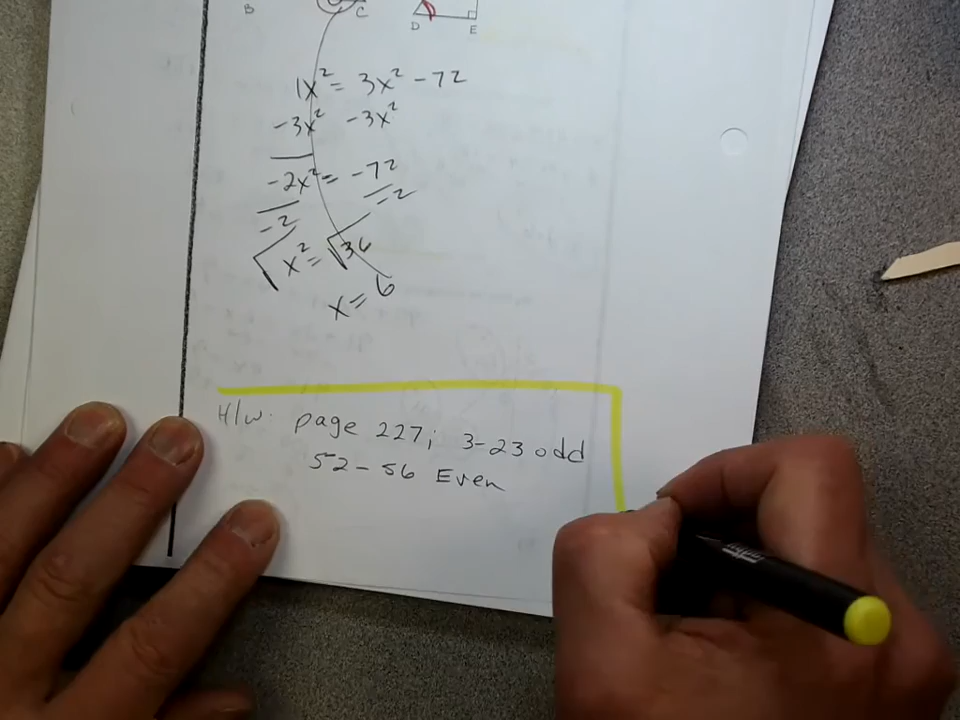 B C D E
1x² = 3x² - 72
-3x² -3x²
-2x² = -72
-2 -2
√x² = √36
x = 6
H/w: page 227; 3-23 odd
52-56 Even